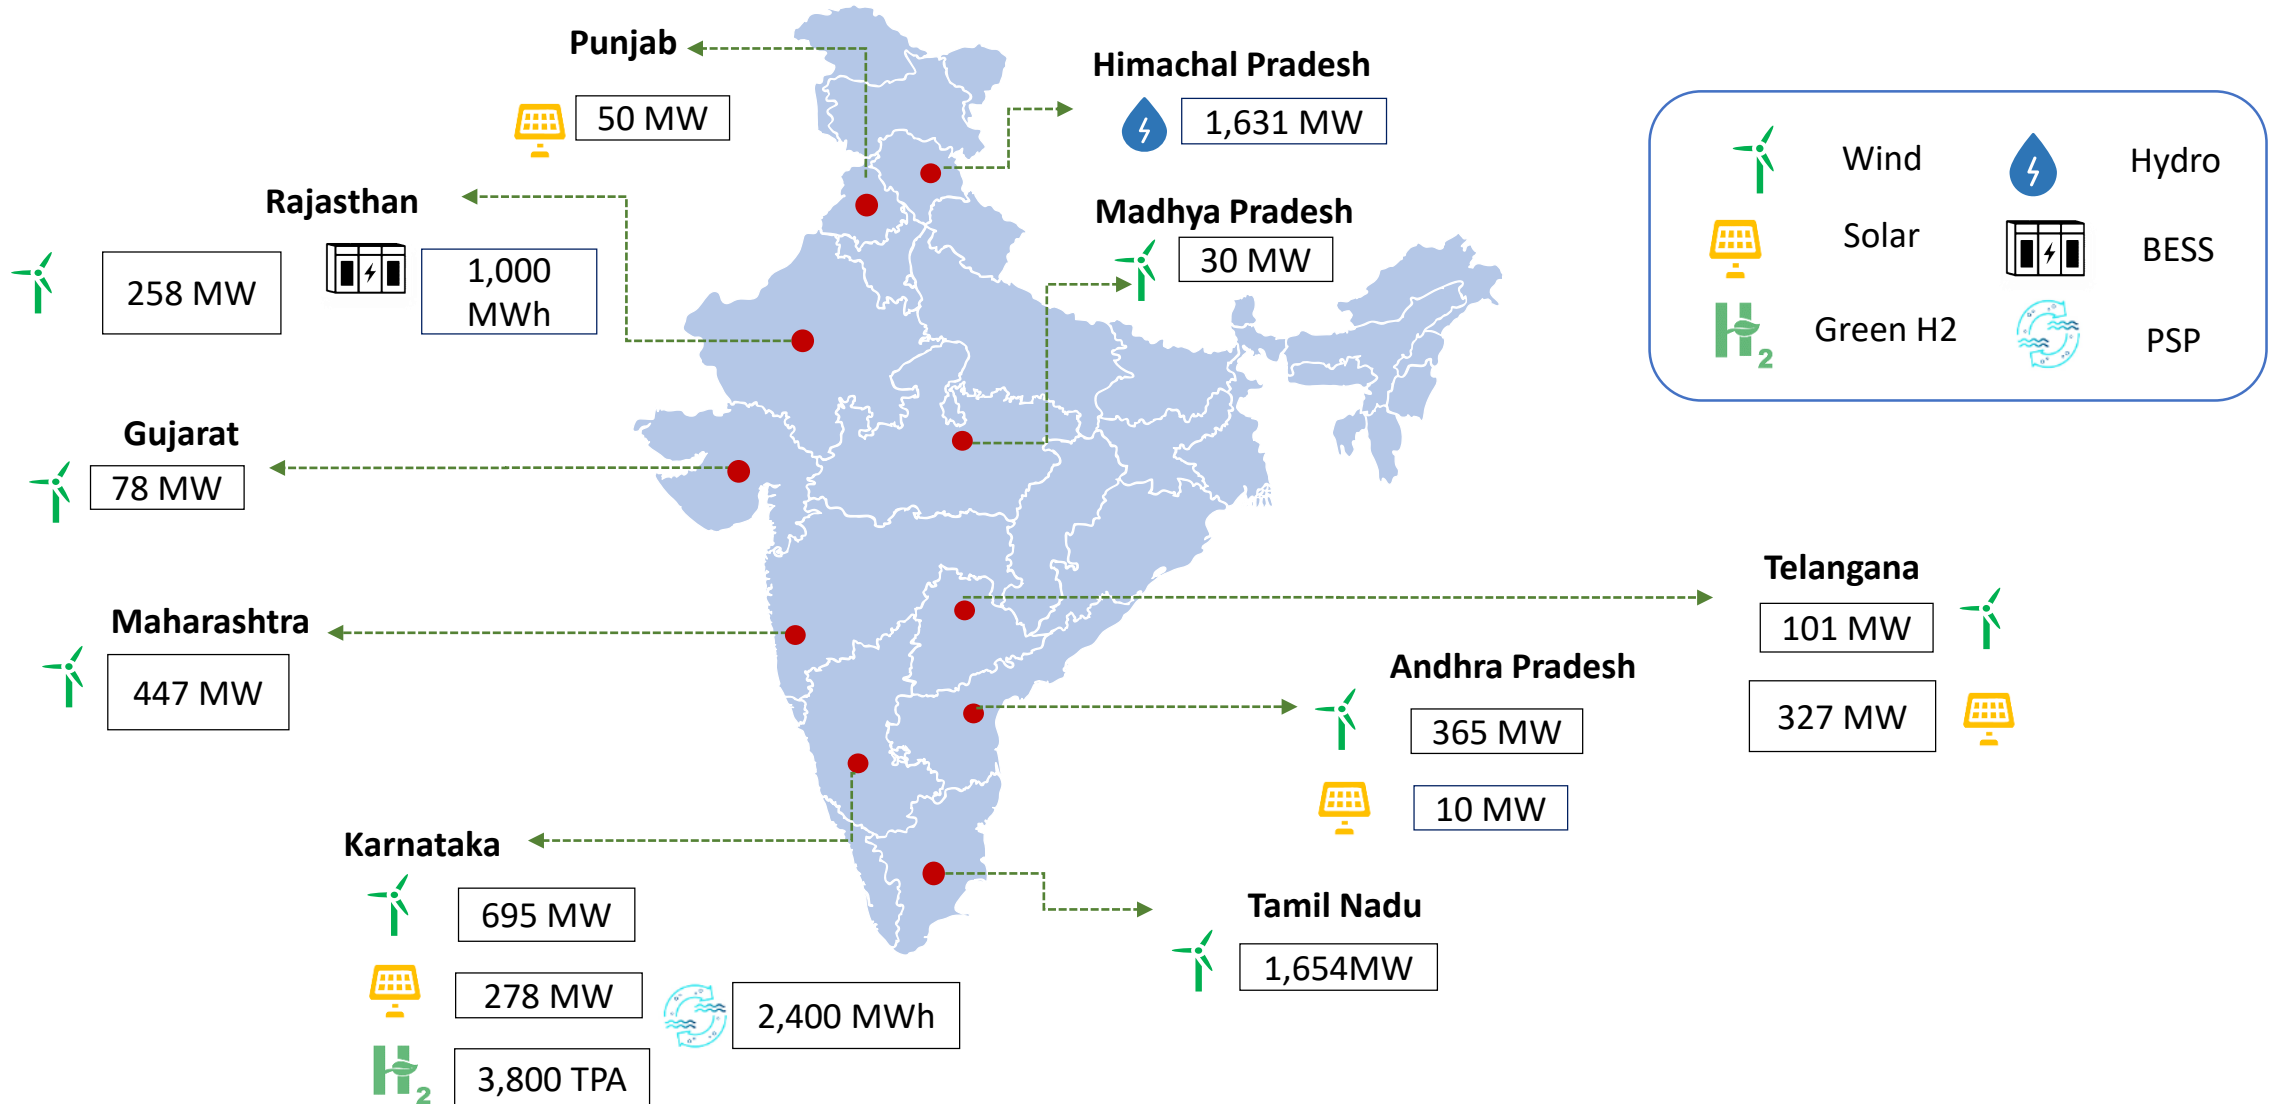 Punjab
50 MW
Himachal Pradesh
1,631 MW
Rajasthan
258 MW
1,000
MWh
Madhya Pradesh
30 MW
Wind
Hydro
Solar
BESS
Green H2
PSP
H2
Gujarat
78 MW
Maharashtra
447 MW
Telangana
101 MW
327 MW
Andhra Pradesh
365 MW
10 MW
Karnataka
695 MW
278 MW
2,400 MWh
H2
3,800 TPA
Tamil Nadu
1,654MW